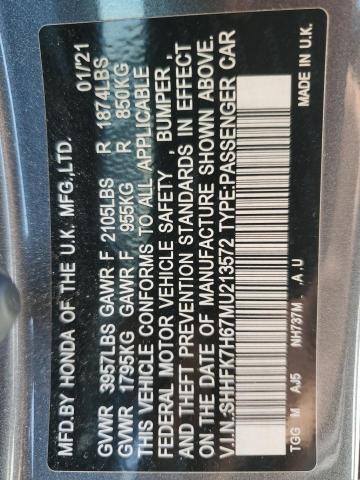 MFD.BY HONDA OF THE U.K. MFG.,LTD. 01/21
GVWR 3957LBS GAWR F 2105LBS R 1874LBS
GVWR 1795KG GAWR F 955KG R 850KG
THIS VEHICLE CONFORMS TO ALL APPLICABLE
FEDERAL MOTOR VEHICLE SAFETY , BUMPER ,
AND THEFT PREVENTION STANDARDS IN EFFECT
ON THE DATE OF MANUFACTURE SHOWN ABOVE.
V.I.N.:SHHFK7H67MU213572 TYPE:PASSENGER CAR
TGG M AJ5 NH737M A.U MADE IN U.K.